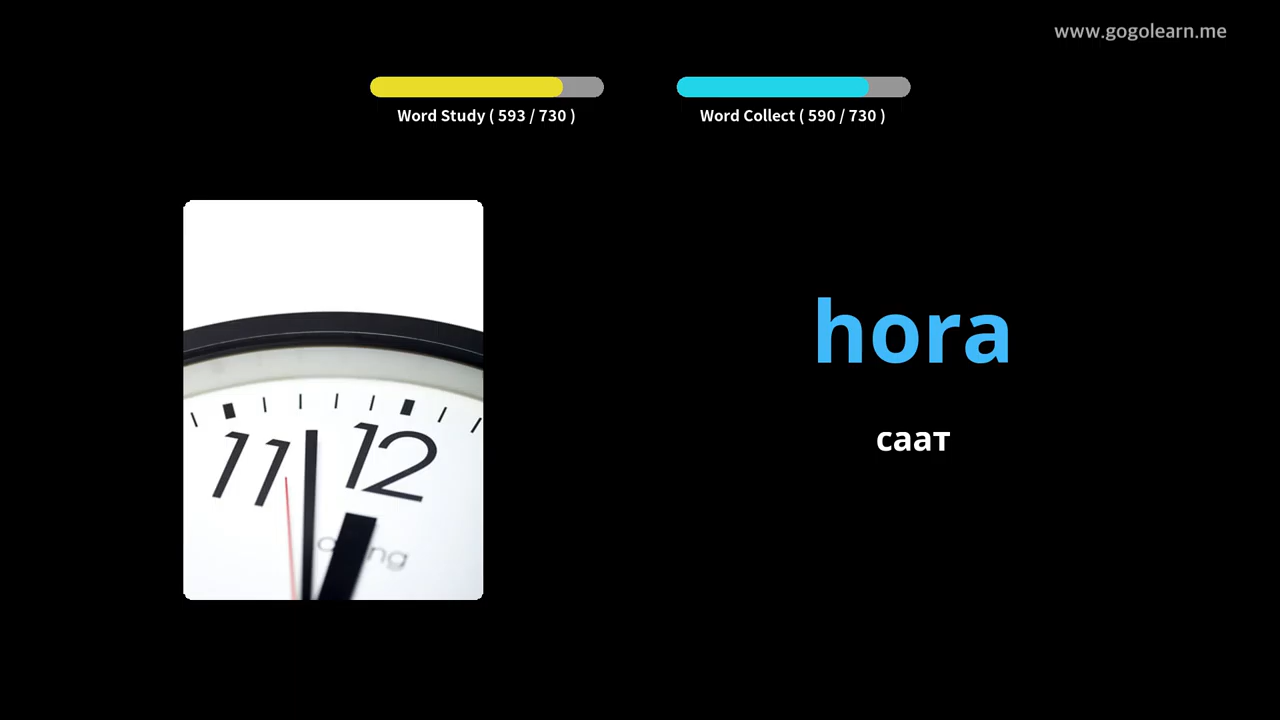 www.gogolearn.me
Word Study ( 593 / 730 )
Word Collect ( 590 / 730 )
11 12
hora
саат